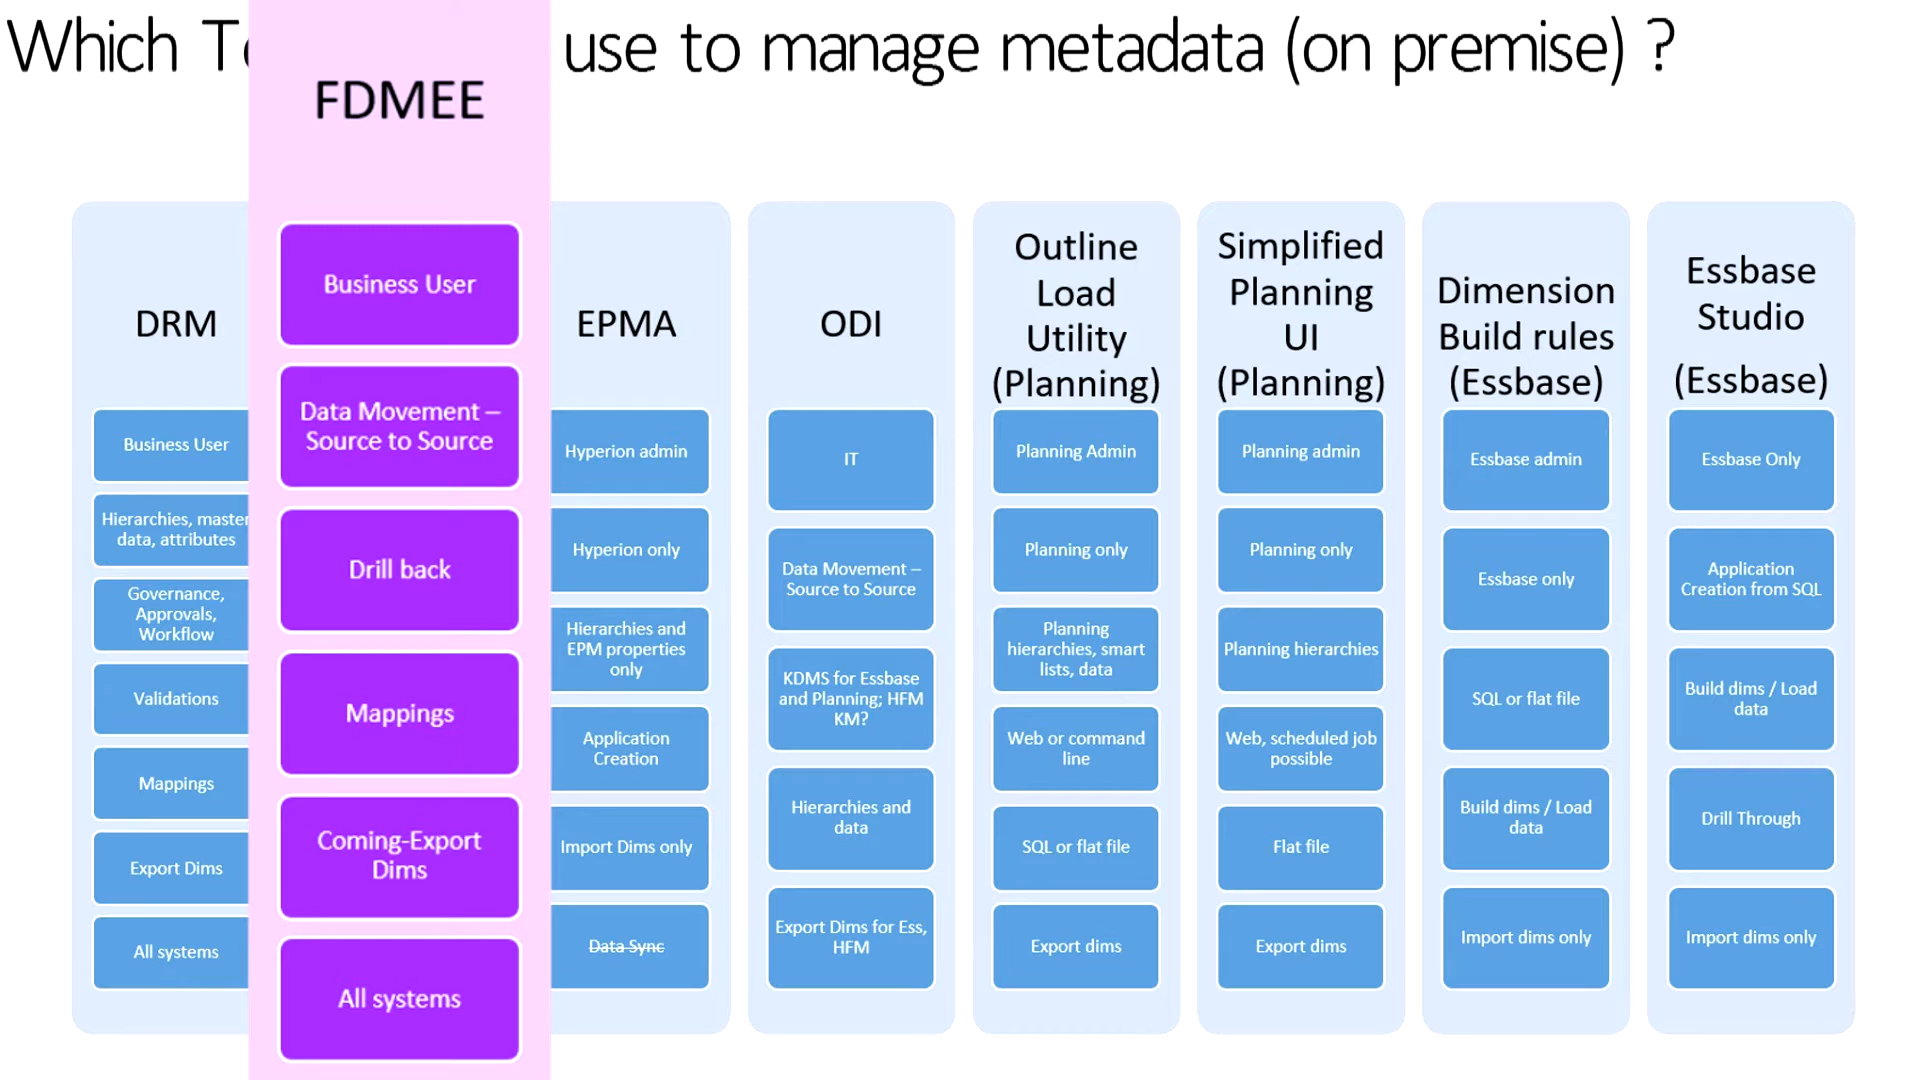 Which
use to manage metadata (on premise) ?
FDMEE
Business User
Data Movement –
Source to Source
Drill back
Mappings
Coming-Export
Dims
All systems
DRM
Business User
Hierarchies, master
data, attributes
Governance,
Approvals,
Workflow
Validations
Mappings
Export Dims
All systems
EPMA
Hyperion admin
Hyperion only
Hierarchies and
EPM properties
only
Application
Creation
Import Dims only
Data Sync
ODI
IT
Data Movement –
Source to Source
KDMS for Essbase
and Planning; HFM
KM?
Hierarchies and
data
Export Dims for Ess,
HFM
Outline
Load
Utility
(Planning)
Planning Admin
Planning only
Planning
hierarchies, smart
lists, data
Web or command
line
SQL or flat file
Export dims
Simplified
Planning
UI
(Planning)
Planning admin
Planning only
Planning hierarchies
Web, scheduled job
possible
Flat file
Export dims
Dimension
Build rules
(Essbase)
Essbase admin
Essbase only
SQL or flat file
Build dims / Load
data
Import dims only
Essbase
Studio
(Essbase)
Essbase Only
Application
Creation from SQL
Build dims / Load
data
Drill Through
Import dims only